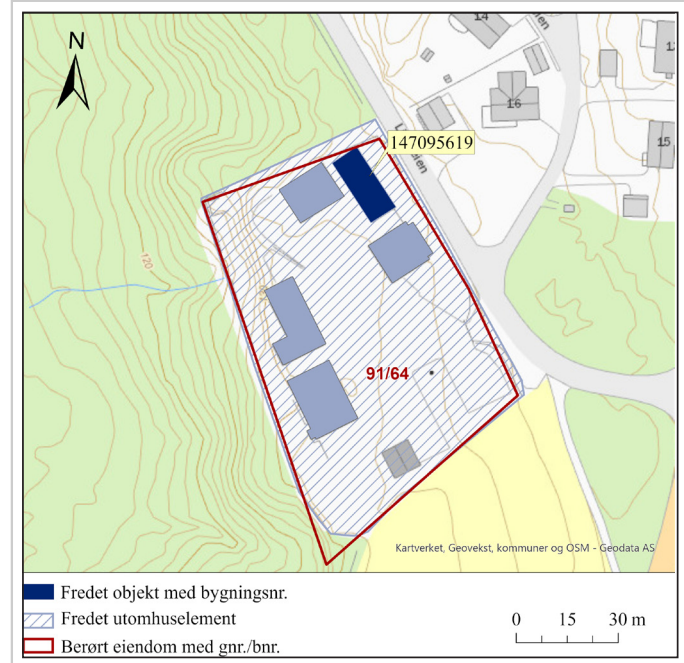 N
14
16
15
147095619
120
91/64
Kartverket, Geovekst, kommuner og OSM - Geodata AS
Fredet objekt med bygningsnr.
Fredet utomhuselement
Berørt eiendom med gnr./bnr.
0 15 30 m